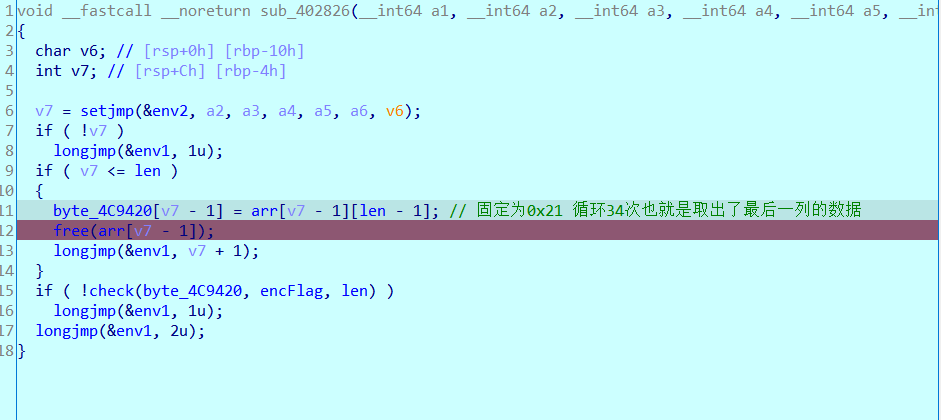 1 void __fastcall __noreturn sub_402826(__int64 a1, __int64 a2, __int64 a3, __int64 a4, __int64 a5, __in
2 {
3 char v6; // [rsp+0h] [rbp-10h]
4 int v7; // [rsp+Ch] [rbp-4h]
5
6 v7 = setjmp(&env2, a2, a3, a4, a5, a6, v6);
7 if ( !v7 )
8 longjmp(&env1, 1u);
9 if ( v7 <= len )
10 {
11 byte_4C9420[v7 - 1] = arr[v7 - 1][len - 1]; // 固定为0x21 循环34次也就是取出了最后一列的数据
12 free(arr[v7 - 1]);
13 longjmp(&env1, v7 + 1);
14 }
15 if ( !check(byte_4C9420, encFlag, len) )
16 longjmp(&env1, 1u);
17 longjmp(&env1, 2u);
18 }